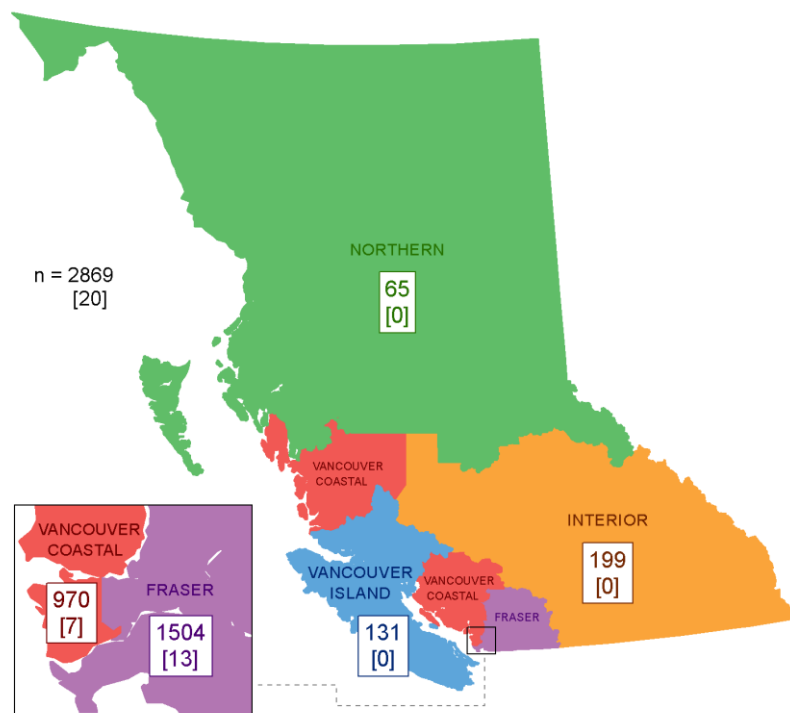 NORTHERN
65
[0]
n = 2869
[20]
VANCOUVER
COASTAL
INTERIOR
199
[0]
VANCOUVER
ISLAND
131
[0]
VANCOUVER
COASTAL
FRASER
VANCOUVER
COASTAL
970
[7]
FRASER
1504
[13]